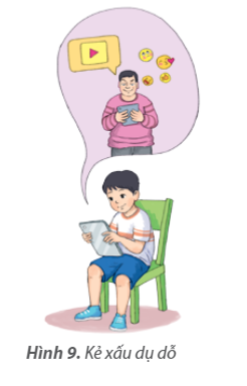 Hình 9. Kẻ xấu dụ dỗ